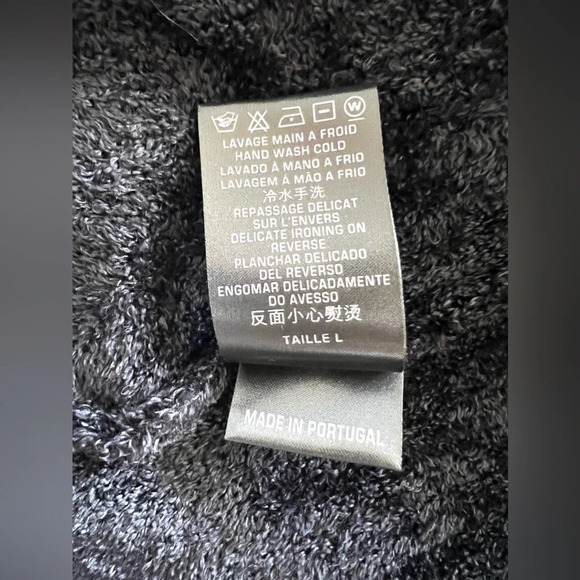 W
LAVAGE MAIN A FROID
HAND WASH COLD
LAVADO Á MANO A FRIO
LAVAGEM Á MÃO A FRIO
冷水手洗
REPASSAGE DELICAT
SUR L'ENVERS
DELICATE IRONING ON
REVERSE
PLANCHAR DELICADO
DEL REVERSO
ENGOMAR DELICADAMENTE
DO AVESSO
反面小心熨烫
TAILLE L
MADE IN PORTUGAL